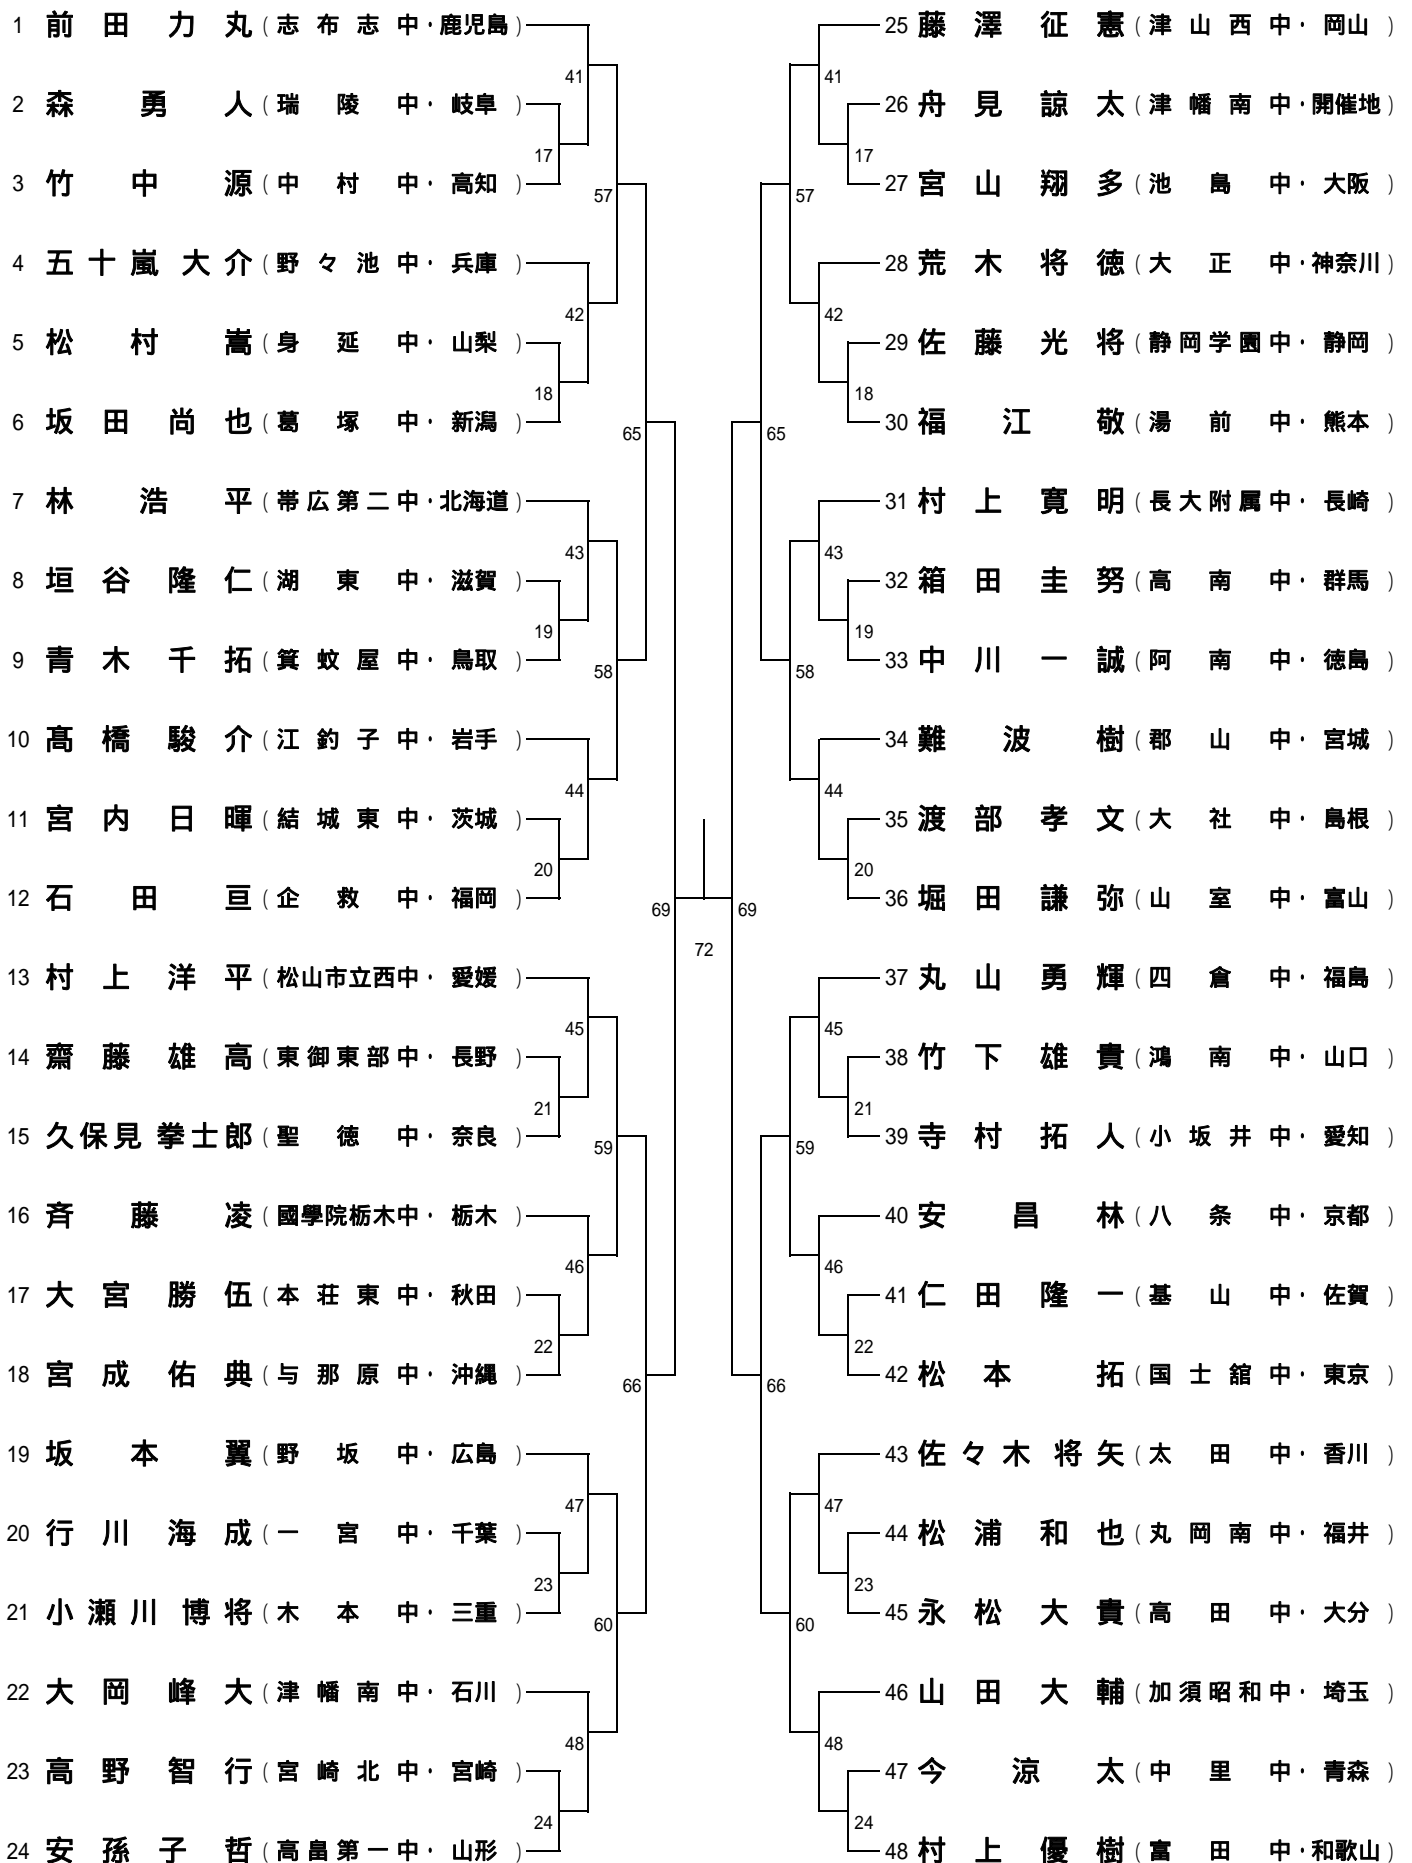 1 前田力丸 (志布志中・鹿児島)
41
2 森勇人 (瑞陵中・岐阜)
17
3 竹中源 (中村中・高知)
57
4 五十嵐大介 (野々池中・兵庫)
42
5 松村嵩 (身延中・山梨)
18
6 坂田尚也 (葛塚中・新潟)
65
7 林浩平 (帯広第二中・北海道)
43
8 垣谷隆仁 (湖東中・滋賀)
19
9 青木千拓 (箕蚊屋中・鳥取)
58
10 髙橋駿介 (江釣子中・岩手)
44
11 宮内日暉 (結城東中・茨城)
20
12 石田亘 (企救中・福岡)
69
13 村上洋平 (松山市立西中・愛媛)
45
14 齋藤雄高 (東御東部中・長野)
21
15 久保見拳士郎 (聖徳中・奈良)
59
16 斉藤凌 (國學院栃木中・栃木)
46
17 大宮勝伍 (本荘東中・秋田)
22
18 宮成佑典 (与那原中・沖縄)
66
19 坂本翼 (野坂中・広島)
47
20 行川海成 (一宮中・千葉)
23
21 小瀬川博将 (木本中・三重)
60
22 大岡峰大 (津幡南中・石川)
48
23 高野智行 (宮崎北中・宮崎)
24
24 安孫子哲 (高畠第一中・山形)
72
25 藤澤征憲 (津山西中・岡山)
41
26 舟見諒太 (津幡南中・開催地)
17
27 宮山翔多 (池島中・大阪)
57
28 荒木将徳 (大正中・神奈川)
42
29 佐藤光将 (静岡学園中・静岡)
18
30 福江敬 (湯前中・熊本)
65
31 村上寛明 (長大附属中・長崎)
43
32 箱田圭努 (高南中・群馬)
19
33 中川一誠 (阿南中・徳島)
58
34 難波樹 (郡山中・宮城)
44
35 渡部孝文 (大社中・島根)
20
36 堀田謙弥 (山室中・富山)
69
37 丸山勇輝 (四倉中・福島)
45
38 竹下雄貴 (鴻南中・山口)
21
39 寺村拓人 (小坂井中・愛知)
59
40 安昌林 (八条中・京都)
46
41 仁田隆一 (基山中・佐賀)
22
42 松本拓 (国士舘中・東京)
66
43 佐々木将矢 (太田中・香川)
47
44 松浦和也 (丸岡南中・福井)
23
45 永松大貴 (高田中・大分)
60
46 山田大輔 (加須昭和中・埼玉)
48
47 今涼太 (中里中・青森)
24
48 村上優樹 (富田中・和歌山)